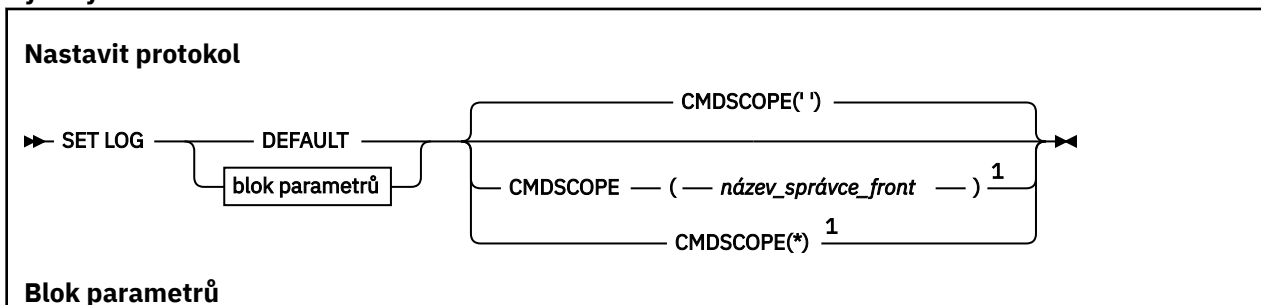 Nastavit protokol
CMDSCOPE(' ')
SET LOG DEFAULT
blok parametrů
CMDSCOPE ( název_správce_front ) 1
CMDSCOPE(*) 1
Blok parametrů